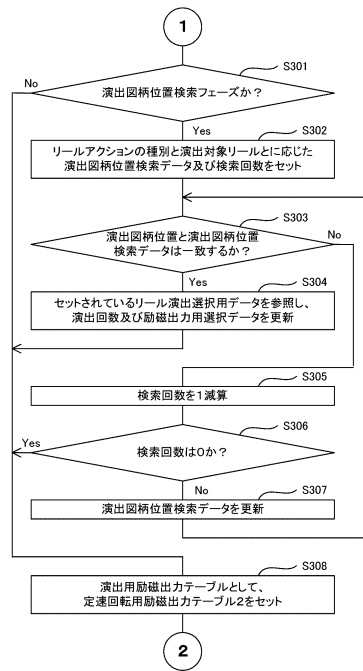 1
S301
No
演出図柄位置検索フェーズか？
Yes
S302
リールアクションの種別と演出対象リールとに応じた
演出図柄位置検索データ及び検索回数をセット
S303
演出図柄位置と演出図柄位置
検索データは一致するか？
No
Yes
S304
セットされているリール演出選択用データを参照し、
演出回数及び励磁出力用選択データを更新
S305
検索回数を１減算
S306
Yes
検索回数は０か？
No
S307
演出図柄位置検索データを更新
S308
演出用励磁出力テーブルとして、
定速回転用励磁出力テーブル２をセット
2